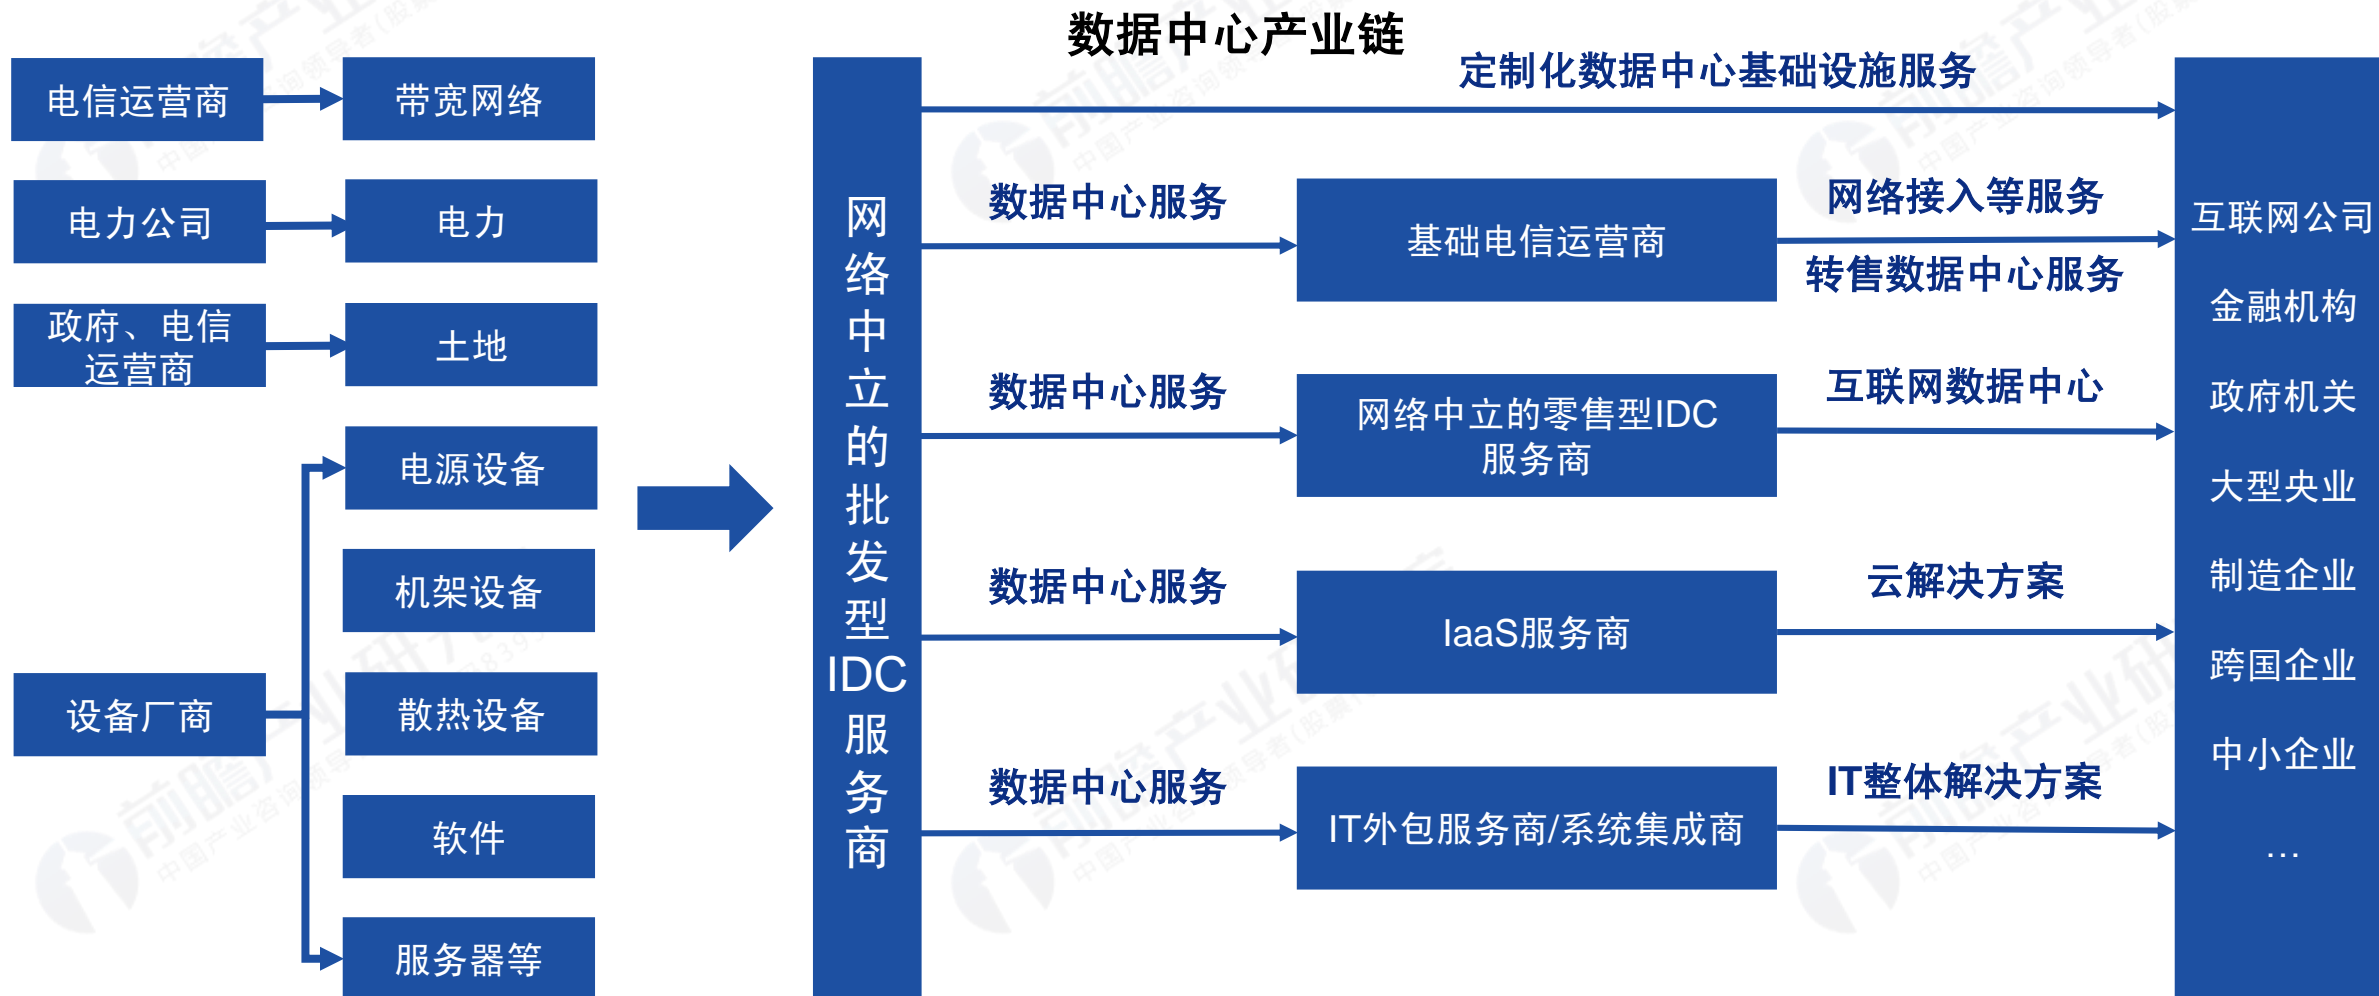 数据中心产业链
电信运营商
带宽网络
电力公司
电力
政府、电信
运营商
土地
设备厂商
电源设备
机架设备
散热设备
软件
服务器等
网络中立的批发型IDC服务商
定制化数据中心基础设施服务
数据中心服务
基础电信运营商
网络接入等服务
转售数据中心服务
数据中心服务
网络中立的零售型IDC
服务商
互联网数据中心
数据中心服务
IaaS服务商
云解决方案
数据中心服务
IT外包服务商/系统集成商
IT整体解决方案
互联网公司
金融机构
政府机关
大型央业
制造企业
跨国企业
中小企业
...